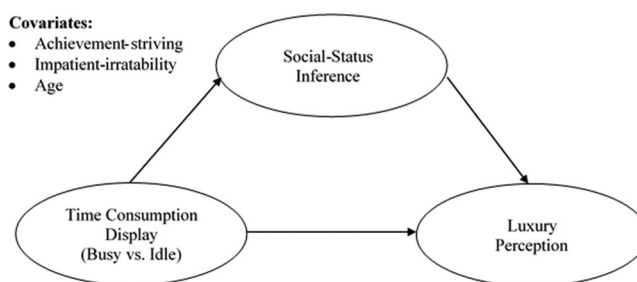 Covariates:
• Achievement-striving
• Impatient-irratability
• Age
Social-Status
Inference
Time Consumption
Display
(Busy vs. Idle)
Luxury
Perception